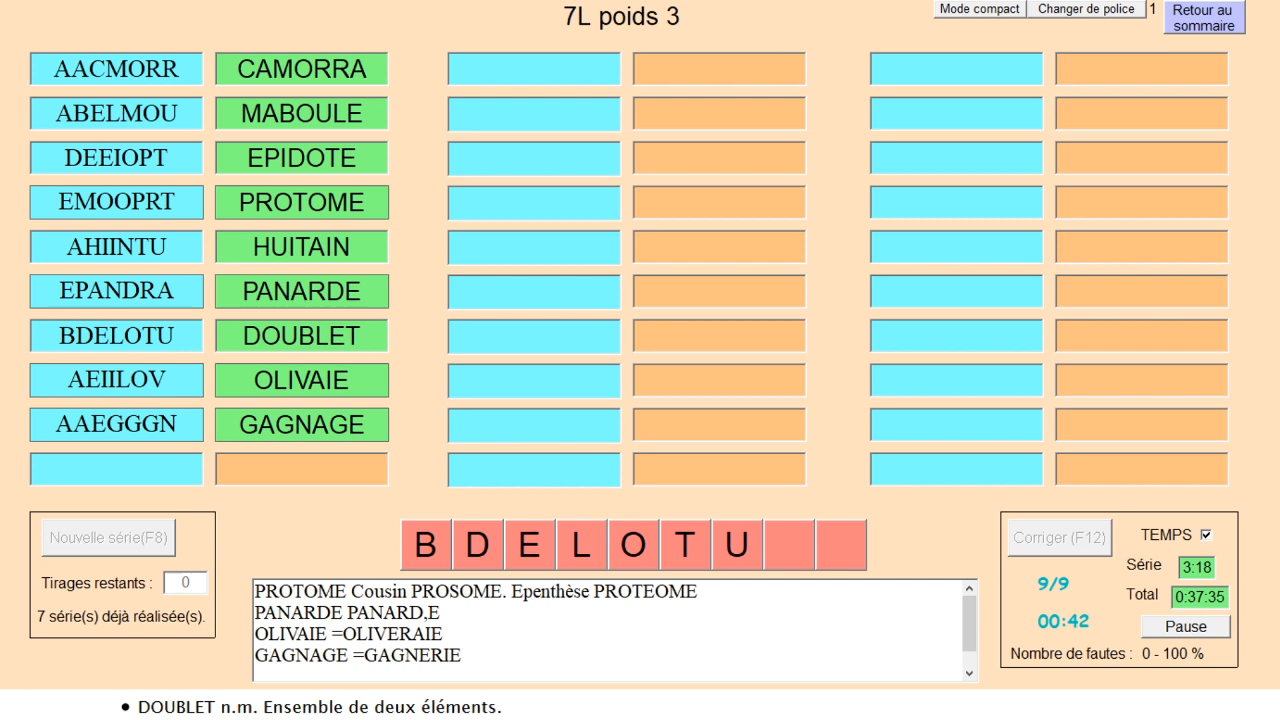 7L poids 3
Mode compact
Changer de police
1
Retour au
sommaire
AACMORR CAMORRA
ABELMOU MABOULE
DEEIOPT EPIDOTE
EMOOPRT PROTOME
AHIINTU HUITAIN
EPANDRA PANARDE
BDELOTU DOUBLET
AEIILOV OLIVAIE
AAEGGGN GAGNAGE
Nouvelle série(F8)
Tirages restants : 0
7 série(s) déjà réalisée(s).
B D E L O T U
PROTOME Cousin PROSOME. Epenthèse PROTEOME
PANARDE PANARD,E
OLIVAIE =OLIVERAIE
GAGNAGE =GAGNERIE
Corriger (F12)
TEMPS
Série 3:18
9/9
Total 0:37:35
00:42
Pause
Nombre de fautes : 0 - 100 %
• DOUBLET n.m. Ensemble de deux éléments.